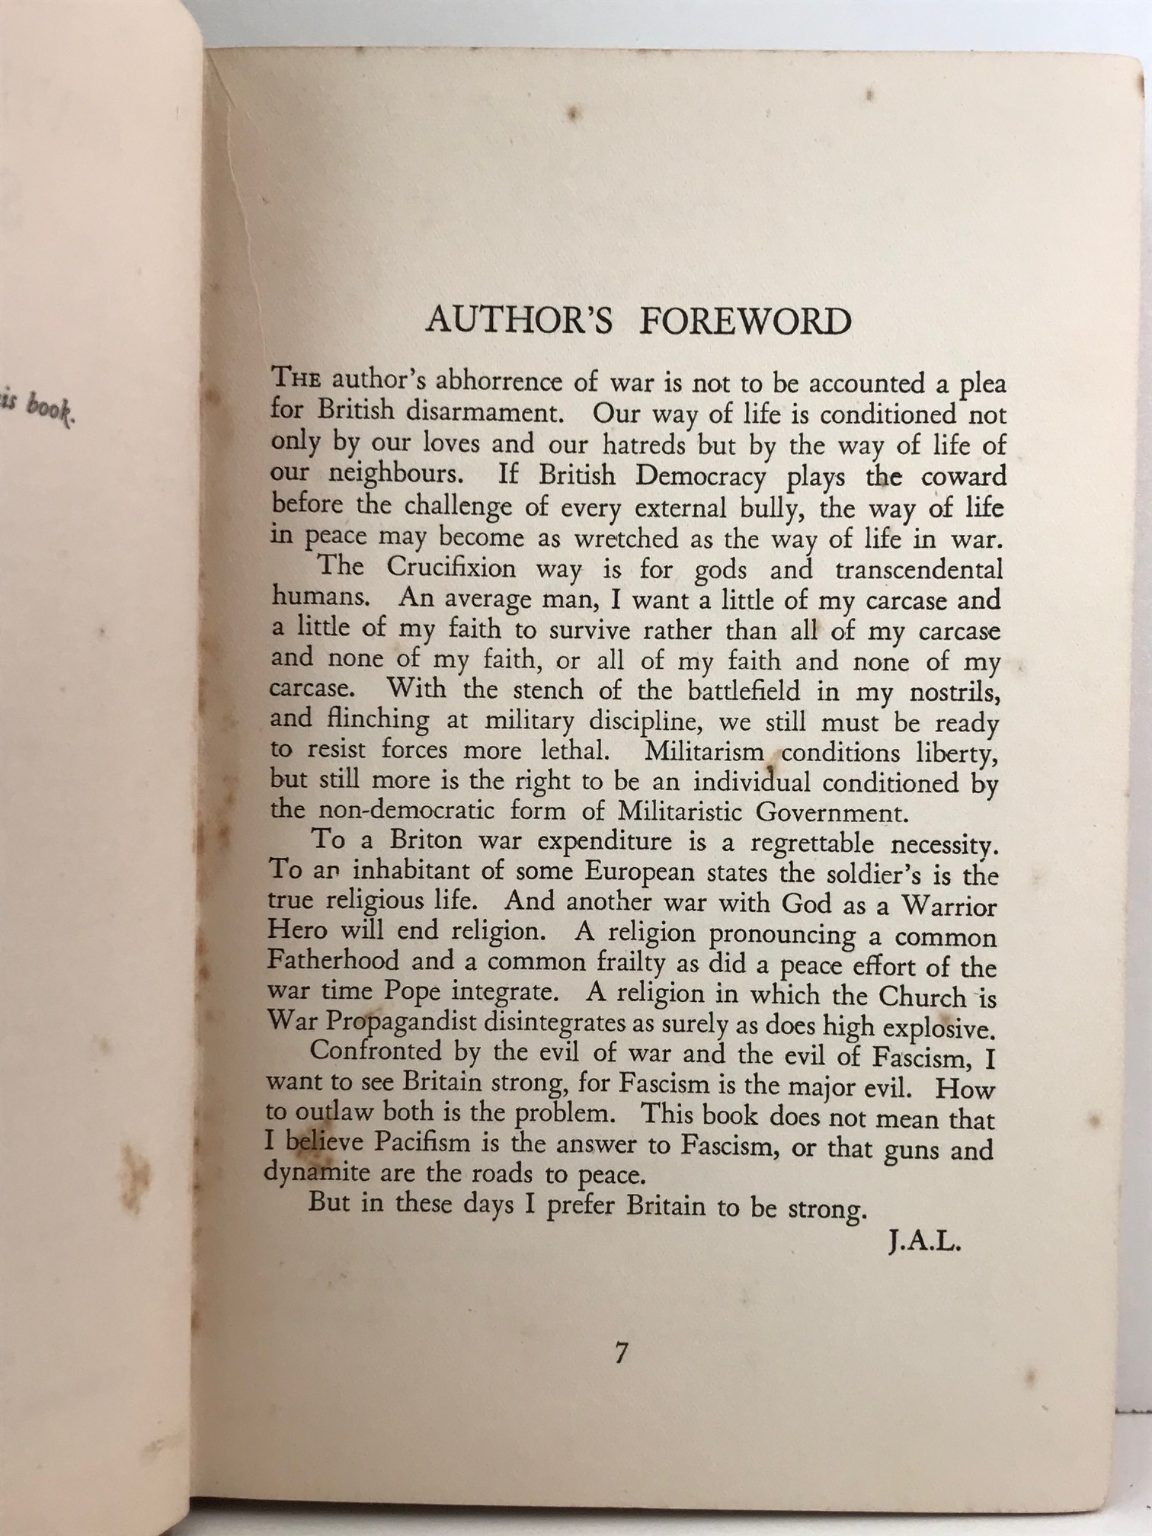 is book.
AUTHOR'S FOREWORD
THE author's abhorrence of war is not to be accounted a plea
for British disarmament. Our way of life is conditioned not
only by our loves and our hatreds but by the way of life of
our neighbours. If British Democracy plays the coward
before the challenge of every external bully, the way of life
in peace may become as wretched as the way of life in war.
The Crucifixion way is for gods and transcendental
humans. An average man, I want a little of my carcase and
a little of my faith to survive rather than all of my carcase
and none of my faith, or all of my faith and none of my
carcase. With the stench of the battlefield in my nostrils,
and flinching at military discipline, we still must be ready
to resist forces more lethal. Militarism conditions liberty,
but still more is the right to be an individual conditioned by
the non-democratic form of Militaristic Government.
To a Briton war expenditure is a regrettable necessity.
To an inhabitant of some European states the soldier's is the
true religious life. And another war with God as a Warrior
Hero will end religion. A religion pronouncing a common
Fatherhood and a common frailty as did a peace effort of the
war time Pope integrate. A religion in which the Church is
War Propagandist disintegrates as surely as does high explosive.
Confronted by the evil of war and the evil of Fascism, I
want to see Britain strong, for Fascism is the major evil. How
to outlaw both is the problem. This book does not mean that
I believe Pacifism is the answer to Fascism, or that guns and
dynamite are the roads to peace.
But in these days I prefer Britain to be strong.
J.A.L.
7